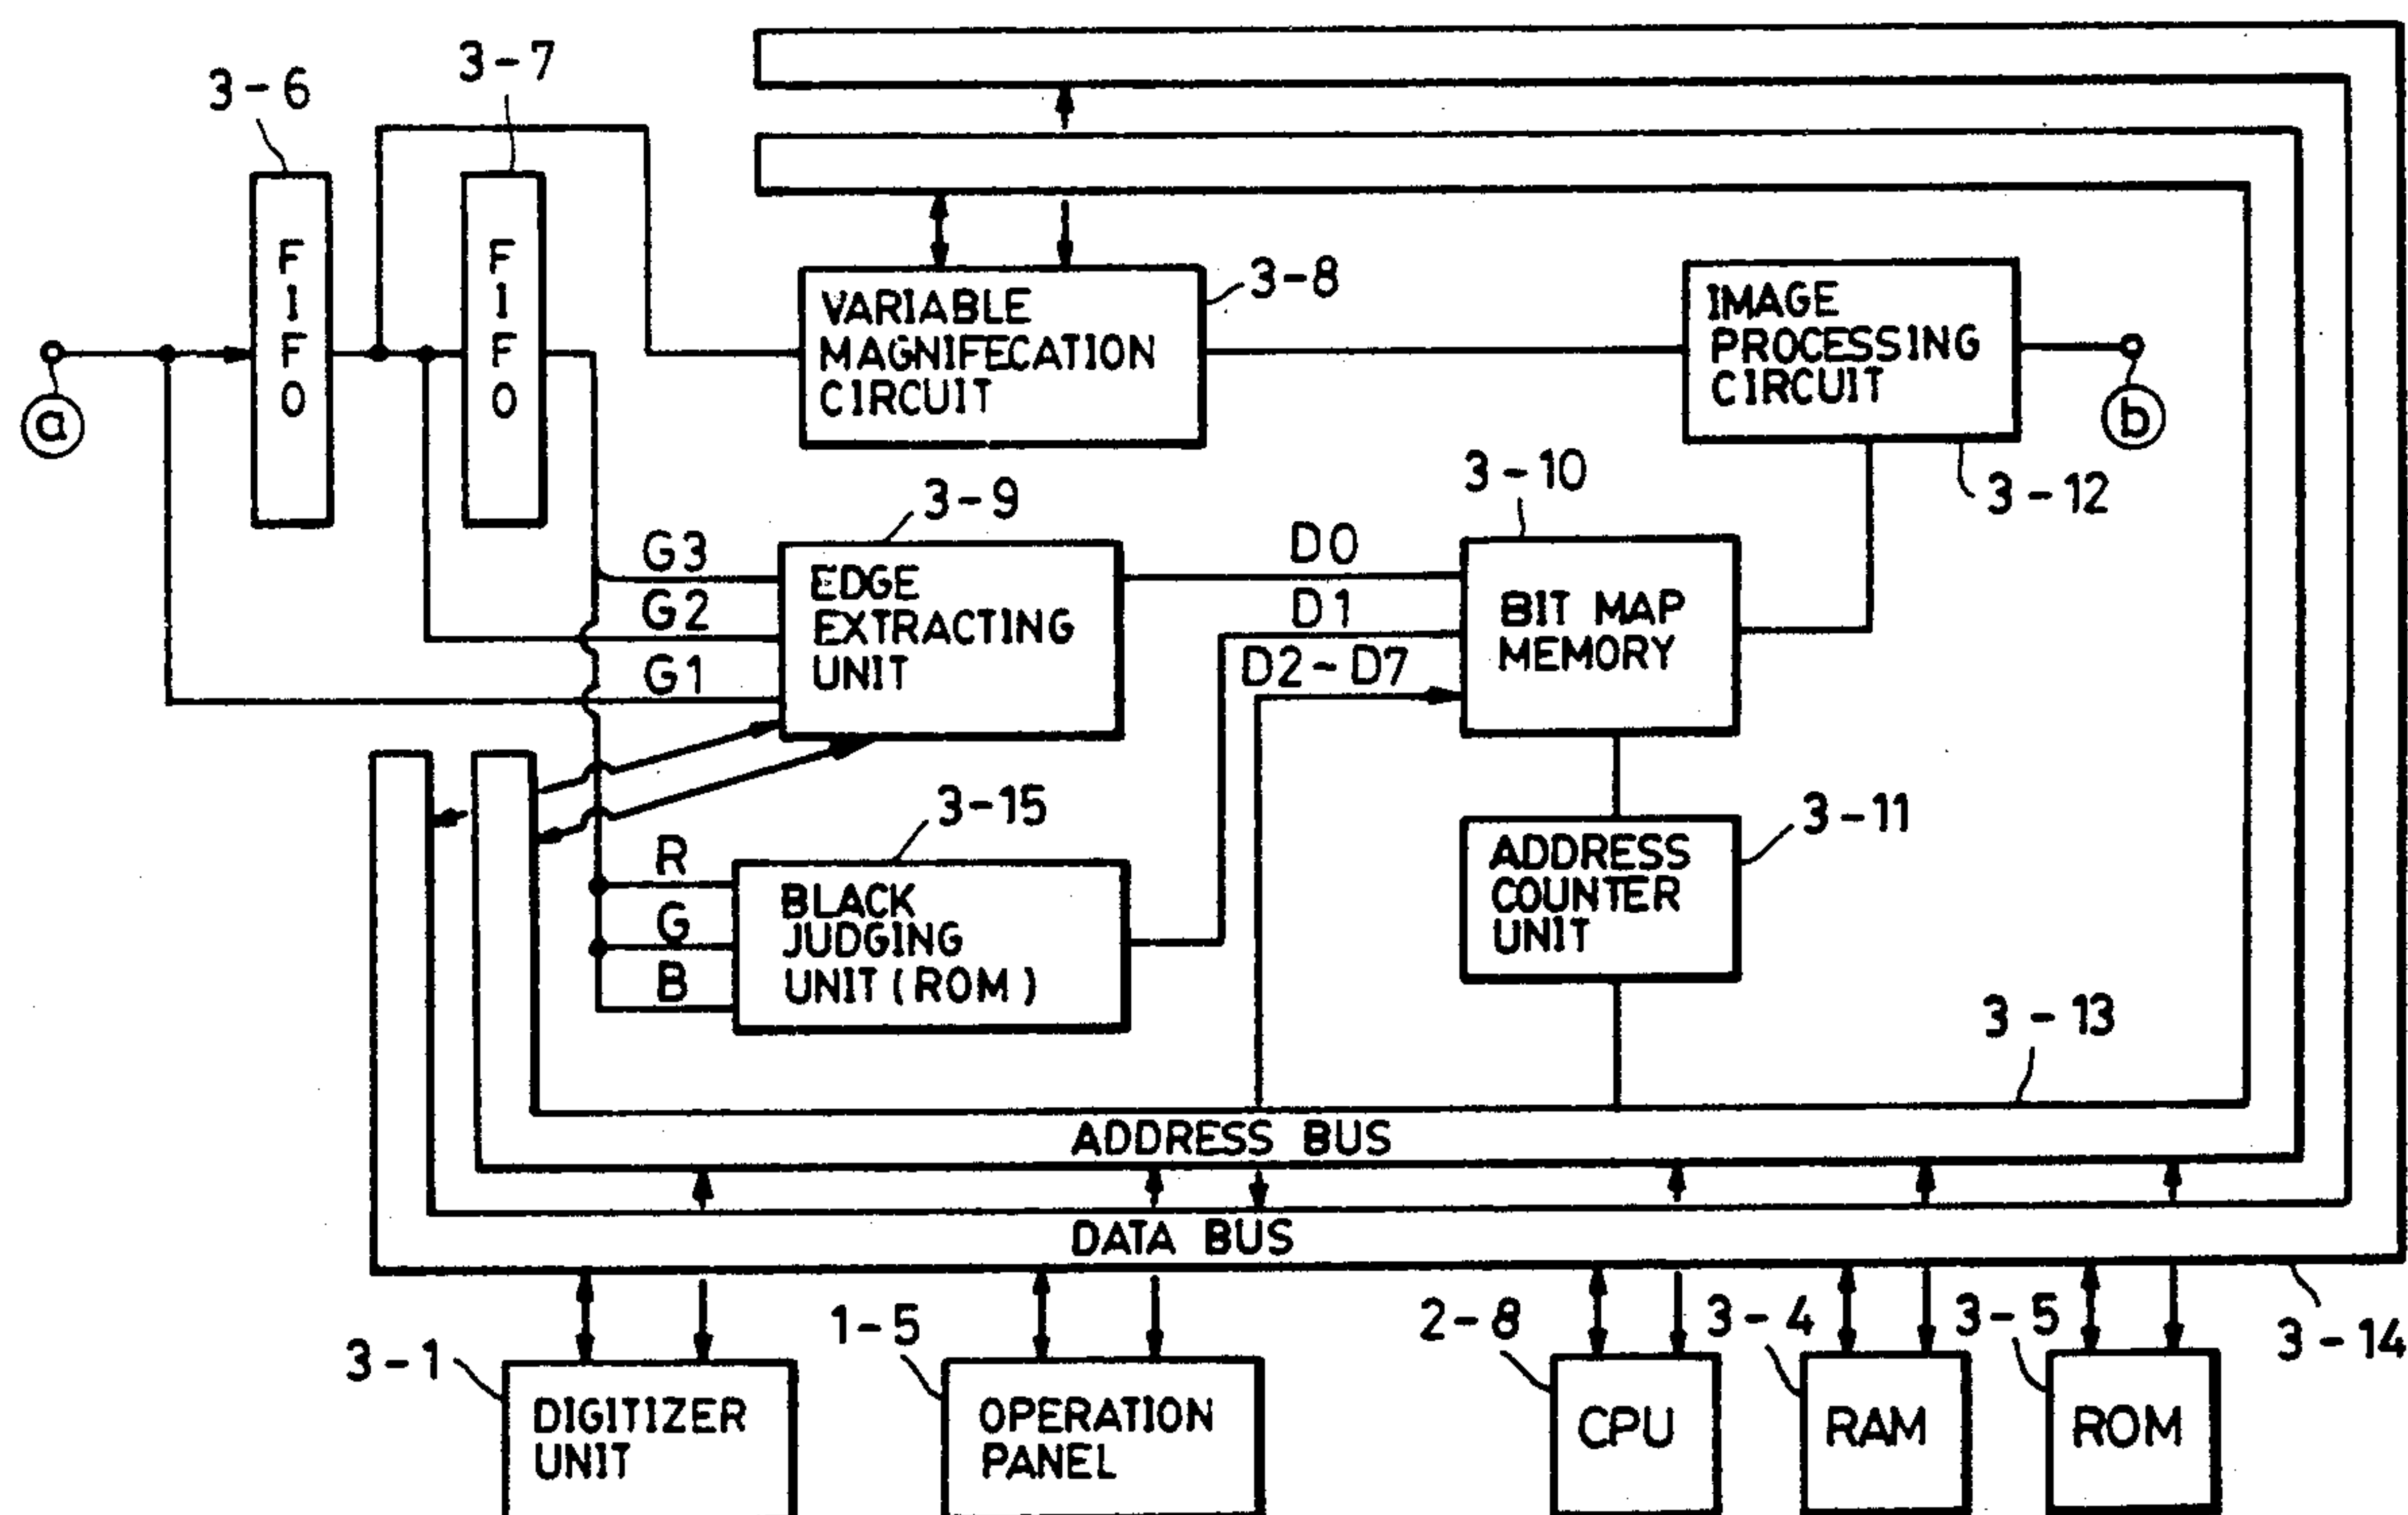 3-6
3-7
F
I
F
O
F
I
F
O
a
VARIABLE
MAGNIFECATION
CIRCUIT
3-8
IMAGE
PROCESSING
CIRCUIT
b
3-12
3-9
G3
G2
G1
EDGE
EXTRACTING
UNIT
D0
D1
D2~D7
3-10
BIT MAP
MEMORY
3-15
R
G
B
BLACK
JUDGING
UNIT (ROM)
ADDRESS
COUNTER
UNIT
3-11
3-13
ADDRESS BUS
DATA BUS
3-14
3-1
DIGITIZER
UNIT
1-5
OPERATION
PANEL
2-8
CPU
3-4
RAM
3-5
ROM